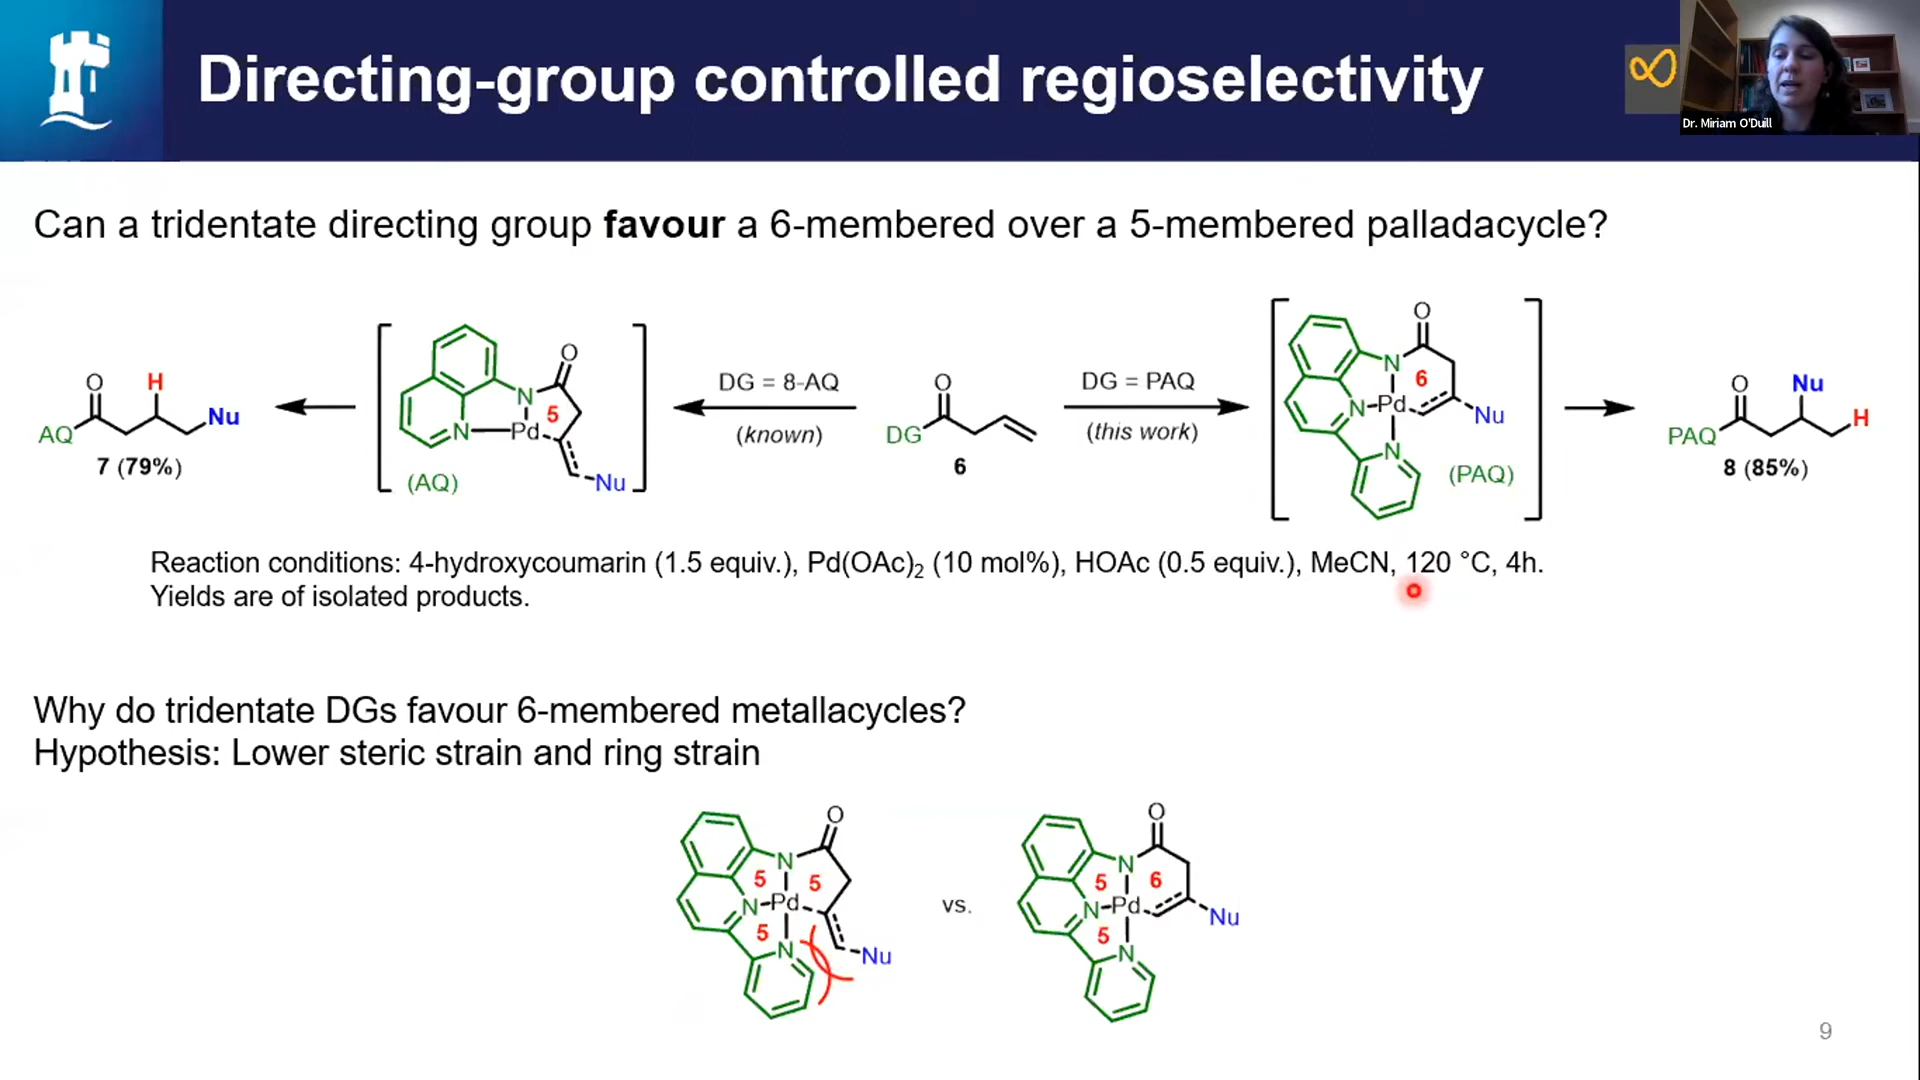 Directing-group controlled regioselectivity
Dr. Miriam O'Duill
Can a tridentate directing group favour a 6-membered over a 5-membered palladacycle?
O H
AQ Nu
7 (79%)
O
N 5
N Pd
(AQ) Nu
DG = 8-AQ
(known)
O
DG
6
DG = PAQ
(this work)
O
N 6
N Pd Nu
N
(PAQ)
O Nu
PAQ H
8 (85%)
Reaction conditions: 4-hydroxycoumarin (1.5 equiv.), Pd(OAc)₂ (10 mol%), HOAc (0.5 equiv.), MeCN, 120 °C, 4h.
Yields are of isolated products.
Why do tridentate DGs favour 6-membered metallacycles?
Hypothesis: Lower steric strain and ring strain
O
N
5 5
N Pd
5 N Nu
vs.
O
N
5 6
N Pd Nu
5 N
9